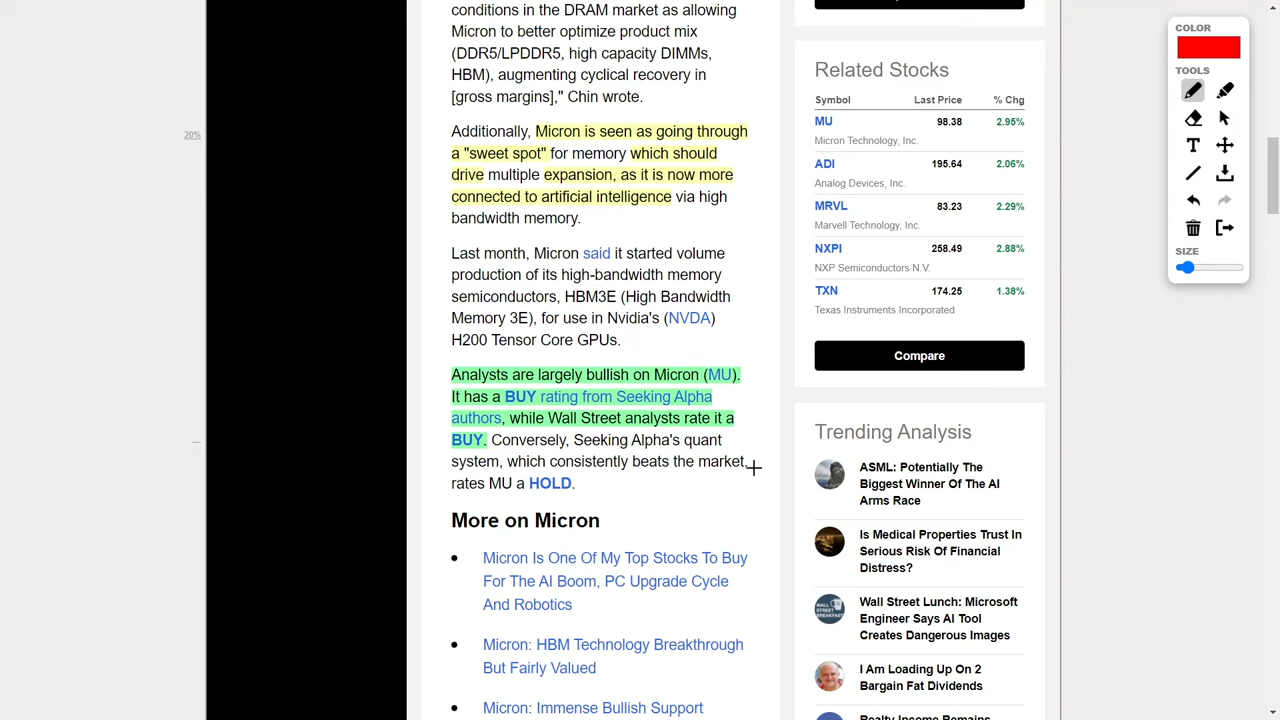 conditions in the DRAM market as allowing
Micron to better optimize product mix
(DDR5/LPDDR5, high capacity DIMMs,
HBM), augmenting cyclical recovery in
[gross margins]," Chin wrote.
Additionally, Micron is seen as going through
a "sweet spot" for memory which should
drive multiple expansion, as it is now more
connected to artificial intelligence via high
bandwidth memory.
Last month, Micron said it started volume
production of its high-bandwidth memory
semiconductors, HBM3E (High Bandwidth
Memory 3E), for use in Nvidia's (NVDA)
H200 Tensor Core GPUs.
Analysts are largely bullish on Micron (MU).
It has a BUY rating from Seeking Alpha
authors, while Wall Street analysts rate it a
BUY. Conversely, Seeking Alpha's quant
system, which consistently beats the market,
rates MU a HOLD.
More on Micron
Micron Is One Of My Top Stocks To Buy
For The AI Boom, PC Upgrade Cycle
And Robotics
Micron: HBM Technology Breakthrough
But Fairly Valued
Micron: Immense Bullish Support
20%
Related Stocks
Symbol Last Price % Chg
MU 98.38 2.95%
Micron Technology, Inc.
ADI 195.64 2.06%
Analog Devices, Inc.
MRVL 83.23 2.29%
Marvell Technology, Inc.
NXPI 258.49 2.88%
NXP Semiconductors N.V.
TXN 174.25 1.38%
Texas Instruments Incorporated
Compare
Trending Analysis
ASML: Potentially The
Biggest Winner Of The AI
Arms Race
Is Medical Properties Trust In
Serious Risk Of Financial
Distress?
Wall Street Lunch: Microsoft
Engineer Says AI Tool
Creates Dangerous Images
I Am Loading Up On 2
Bargain Fat Dividends
Realty Income Remains
COLOR
TOOLS
T
SIZE